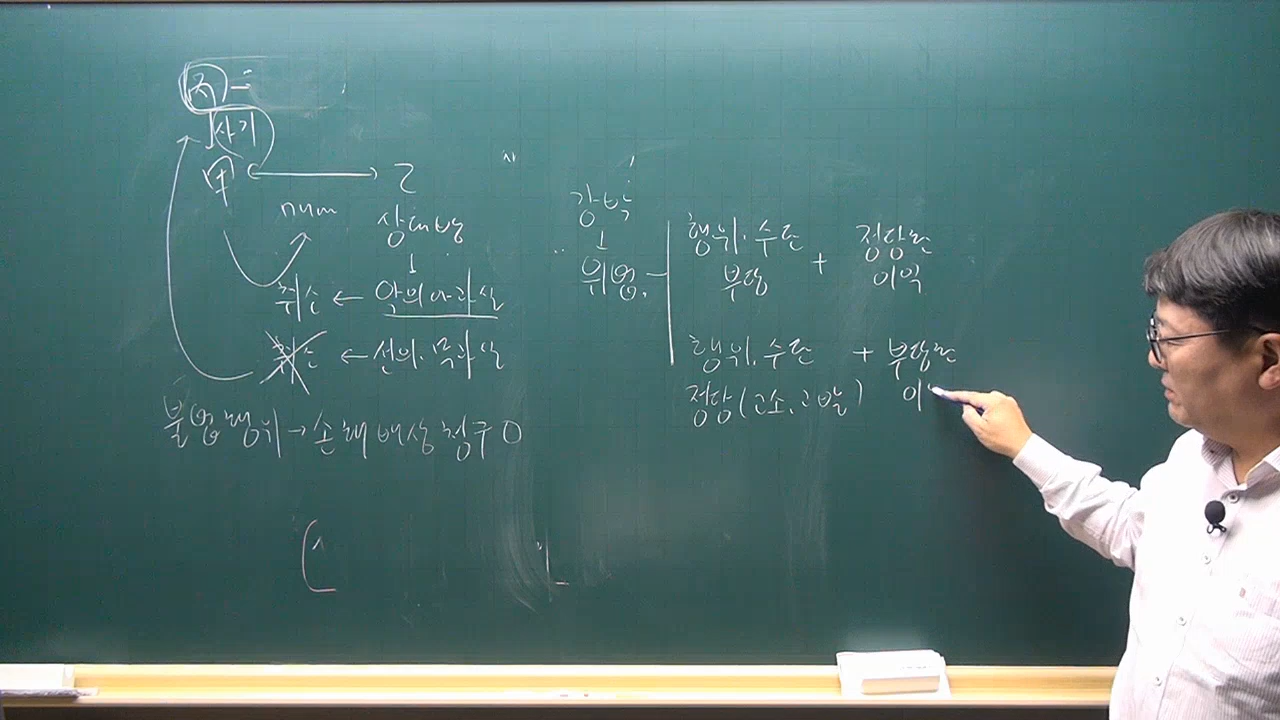 사기
甲 → 乙
상대방
↓
취소 ← 악의 or 과실
취소 ← 선의·무과실
불법행위 → 손해배상청구 O
강박
↓
위법
행위·수단
부당
+
정당한
이익
행위·수단
정당(고소, 고발)
+
부당한
이